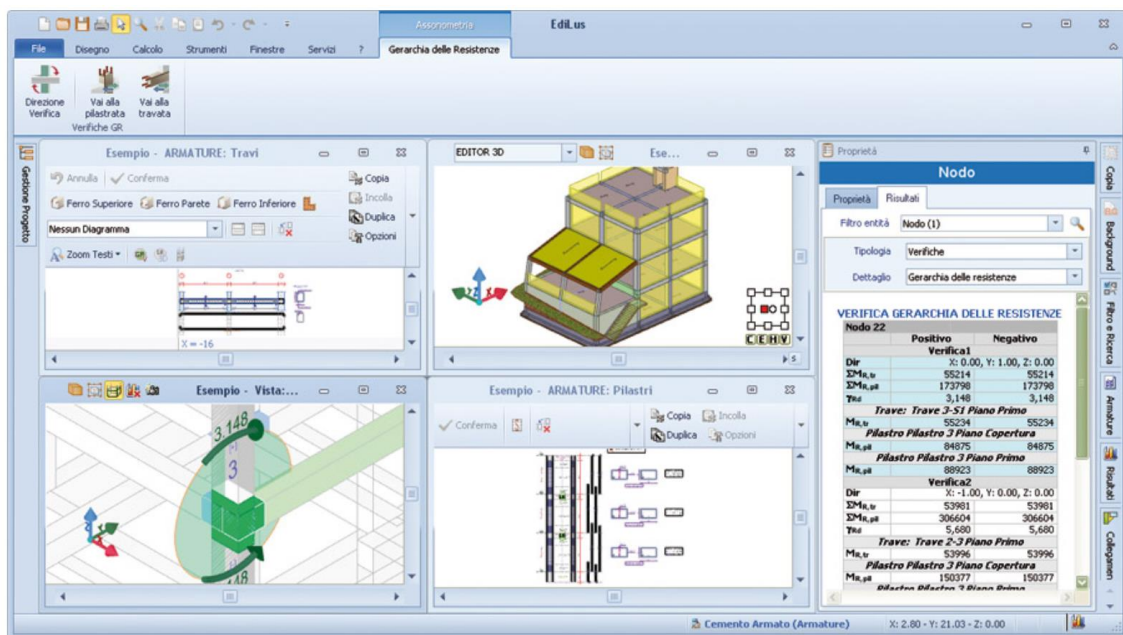 Assonometria
EdiLus
File Disegno Calcolo Strumenti Finestre Servizi ? Gerarchia delle Resistenze
Direzione Verifica
Vai alla pilastrata
Vai alla travata
Verifiche GR
Gestione Progetto
Esempio - ARMATURE: Travi
Annulla Conferma
Copia
Incolla
Duplica
Opzioni
Ferro Superiore Ferro Parete Ferro Inferiore
Nessun Diagramma
Zoom Testi
X = -16
EDITOR 3D
Ese...
C E H V
S
Esempio - Vista:...
3,148
3
3,148
Esempio - ARMATURE: Pilastri
Conferma
Copia Incolla
Duplica Opzioni
Proprietà
Nodo
Proprietà Risultati
Filtro entità Nodo (1)
Tipologia Verifiche
Dettaglio Gerarchia delle resistenze
VERIFICA GERARCHIA DELLE RESISTENZE
Nodo 22
Positivo Negativo
Verifica1
Dir X: 0.00, Y: 1.00, Z: 0.00
ΣMR,tr 55214 55214
ΣMR,pil 173798 173798
γRd 3,148 3,148
Trave: Trave 3-S1 Piano Primo
MR,tr 55234 55234
Pilastro Pilastro 3 Piano Copertura
MR,pil 84875 84875
Pilastro Pilastro 3 Piano Primo
MR,pil 88923 88923
Verifica2
Dir X: -1.00, Y: 0.00, Z: 0.00
ΣMR,tr 53981 53981
ΣMR,pil 306604 306604
γRd 5,680 5,680
Trave: Trave 2-3 Piano Primo
MR,tr 53996 53996
Pilastro Pilastro 3 Piano Copertura
MR,pil 150377 150377
Pilastro Pilastro 3 Piano Primo
Copia
Background
Filtro e Ricerca
Armature
Risultati
Collegamen
Cemento Armato (Armature) X: 2.80 - Y: 21.03 - Z: 0.00